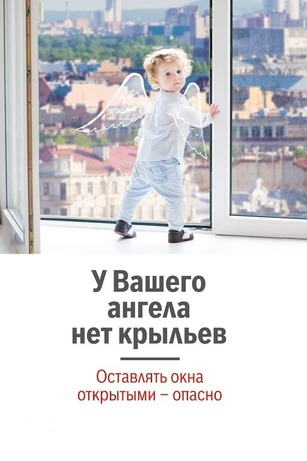 У Вашего
ангела
нет крыльев
Оставлять окна
открытыми – опасно